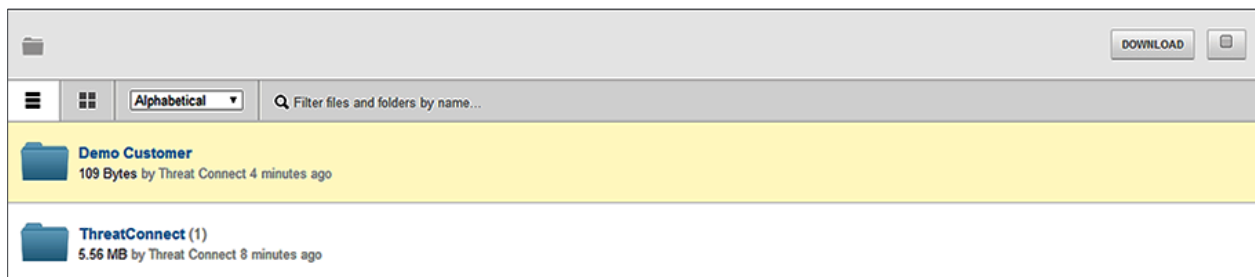 DOWNLOAD
Alphabetical
Filter files and folders by name...
Demo Customer
109 Bytes by Threat Connect 4 minutes ago
ThreatConnect (1)
5.56 MB by Threat Connect 8 minutes ago